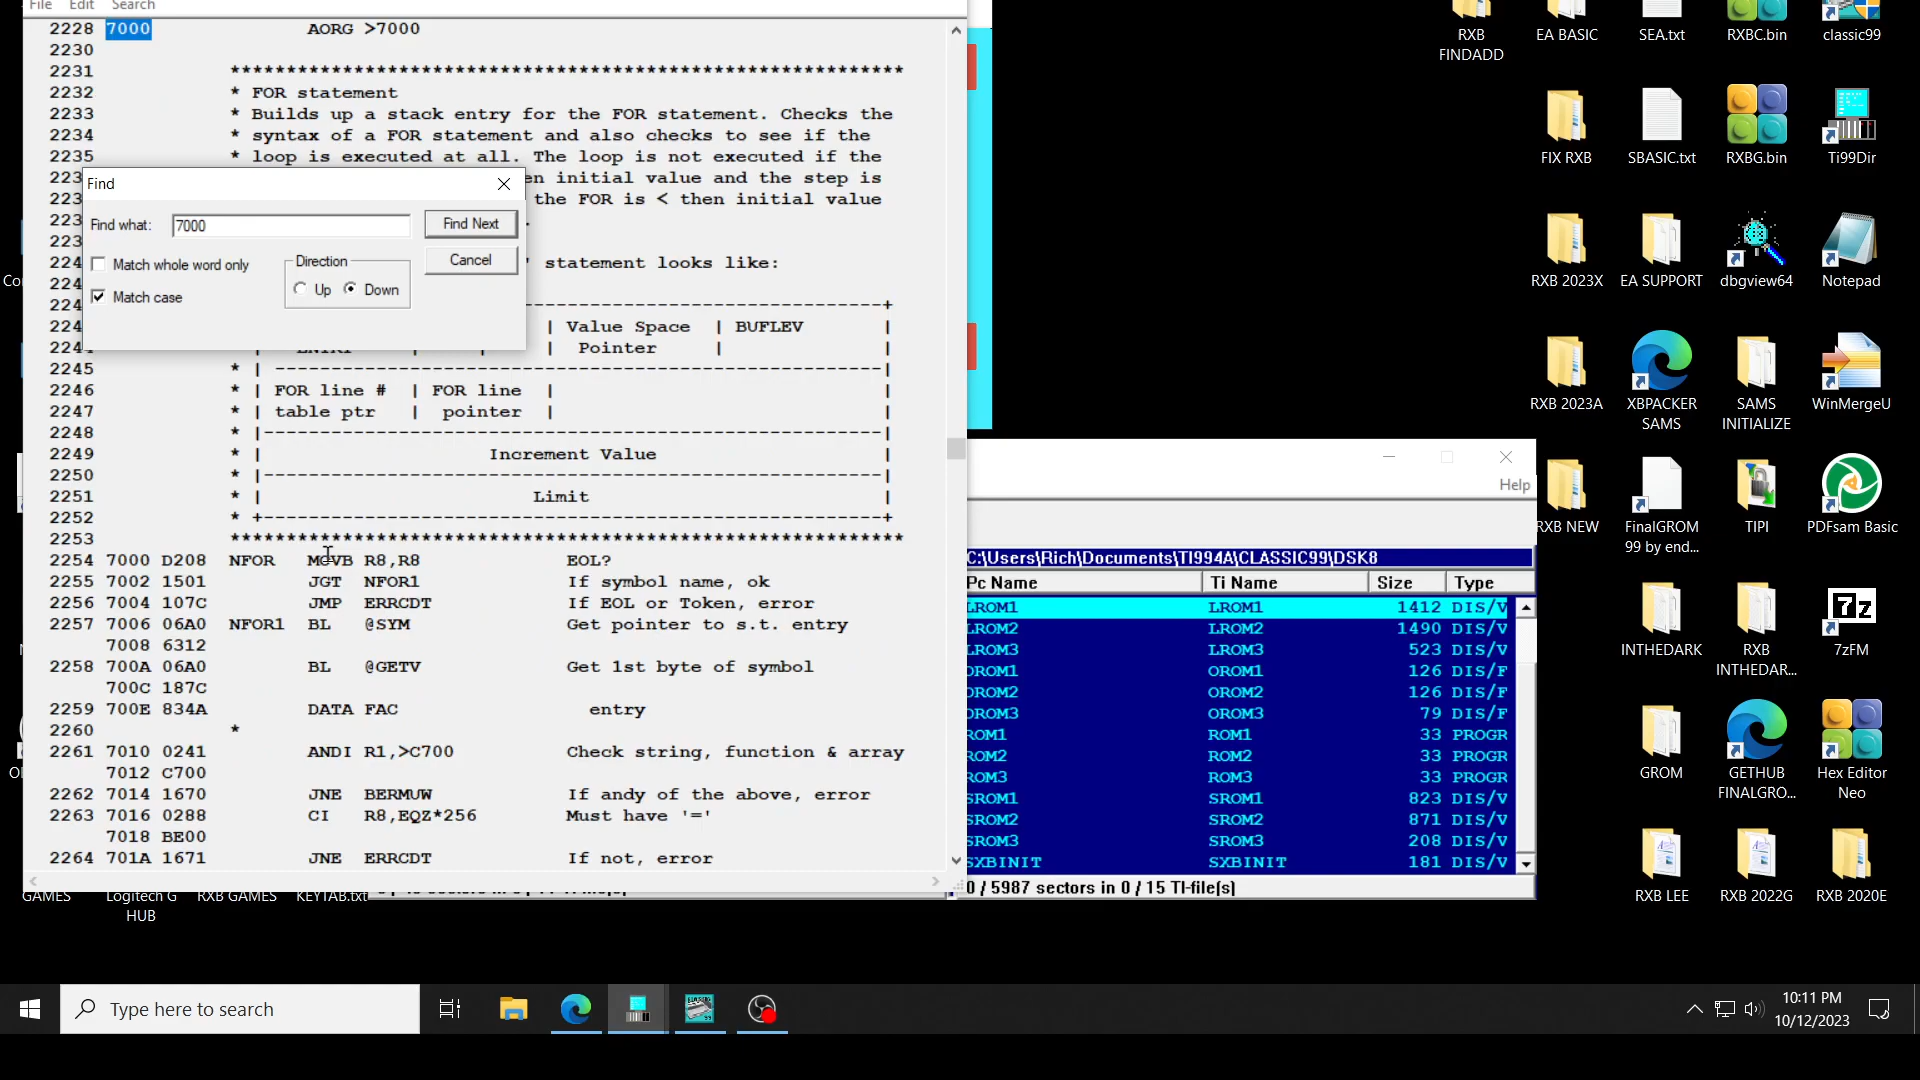 File Edit Search
2228 7000 AORG >7000
2230
2231 ************************************************************
2232 * FOR statement
2233 * Builds up a stack entry for the FOR statement. Checks the
2234 * syntax of a FOR statement and also checks to see if the
2235 * loop is executed at all. The loop is not executed if the
en initial value and the step is
the FOR is < then initial value
' statement looks like:
| Value Space | BUFLEV |
Pointer | |
2245 * | ------------------------------------------------------|
2246 * | FOR line # | FOR line | |
2247 * | table ptr | pointer | |
2248 * |-------------------------------------------------------|
2249 * | Increment Value |
2250 * |-------------------------------------------------------|
2251 * | Limit |
2252 * +-------------------------------------------------------+
2253 ************************************************************
2254 7000 D208 NFOR MOVB R8,R8 EOL?
2255 7002 1501 JGT NFOR1 If symbol name, ok
2256 7004 107C JMP ERRCDT If EOL or Token, error
2257 7006 06A0 NFOR1 BL @SYM Get pointer to s.t. entry
7008 6312
2258 700A 06A0 BL @GETV Get 1st byte of symbol
700C 187C
2259 700E 834A DATA FAC entry
2260 *
2261 7010 0241 ANDI R1,>C700 Check string, function & array
7012 C700
2262 7014 1670 JNE BERMUW If andy of the above, error
2263 7016 0288 CI R8,EQZ*256 Must have '='
7018 BE00
2264 701A 1671 JNE ERRCDT If not, error
Find
Find what: 7000 Find Next
Cancel
Match whole word only
Match case
Direction
Up Down
Help
C:\Users\Rich\Documents\TI994A\CLASSIC99\DSK8
Pc Name Ti Name Size Type
LROM1 LROM1 1412 DIS/V
LROM2 LROM2 1490 DIS/V
LROM3 LROM3 523 DIS/V
OROM1 OROM1 126 DIS/F
OROM2 OROM2 126 DIS/F
OROM3 OROM3 79 DIS/F
ROM1 ROM1 33 PROGR
ROM2 ROM2 33 PROGR
ROM3 ROM3 33 PROGR
SROM1 SROM1 823 DIS/V
SROM2 SROM2 871 DIS/V
SROM3 SROM3 208 DIS/V
SXBINIT SXBINIT 181 DIS/V
0 / 5987 sectors in 0 / 15 TI-file(s)
RXB FINDADD
EA BASIC
SEA.txt
RXBC.bin
classic99
FIX RXB
SBASIC.txt
RXBG.bin
Ti99Dir
RXB 2023X
EA SUPPORT
dbgview64
Notepad
RXB 2023A
XBPACKER SAMS
SAMS INITIALIZE
WinMergeU
RXB NEW
FinalGROM 99 by end...
TIPI
PDFsam Basic
INTHEDARK
RXB INTHEDAR...
7zFM
GROM
GETHUB FINALGRO...
Hex Editor Neo
RXB LEE
RXB 2022G
RXB 2020E
GAMES
Logitech G HUB
RXB GAMES
KEYTAB.txt
Type here to search
10:11 PM
10/12/2023